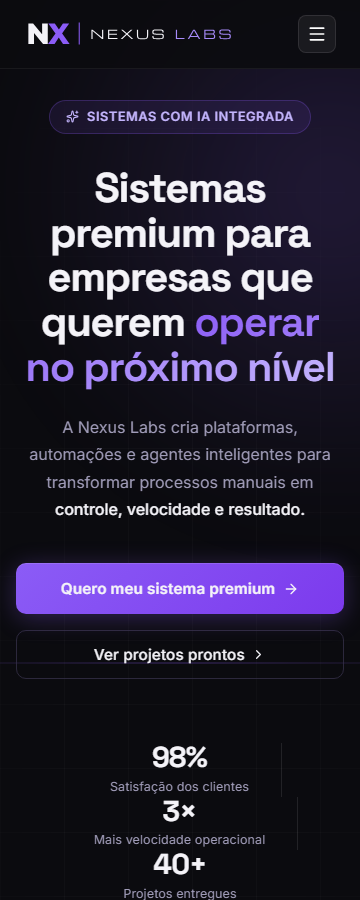 NX | NEXUS LABS
SISTEMAS COM IA INTEGRADA
Sistemas
premium para
empresas que
querem operar
no próximo nível
A Nexus Labs cria plataformas,
automações e agentes inteligentes para
transformar processos manuais em
controle, velocidade e resultado.
Quero meu sistema premium →
Ver projetos prontos >
98%
Satisfação dos clientes
3×
Mais velocidade operacional
40+
Projetos entregues